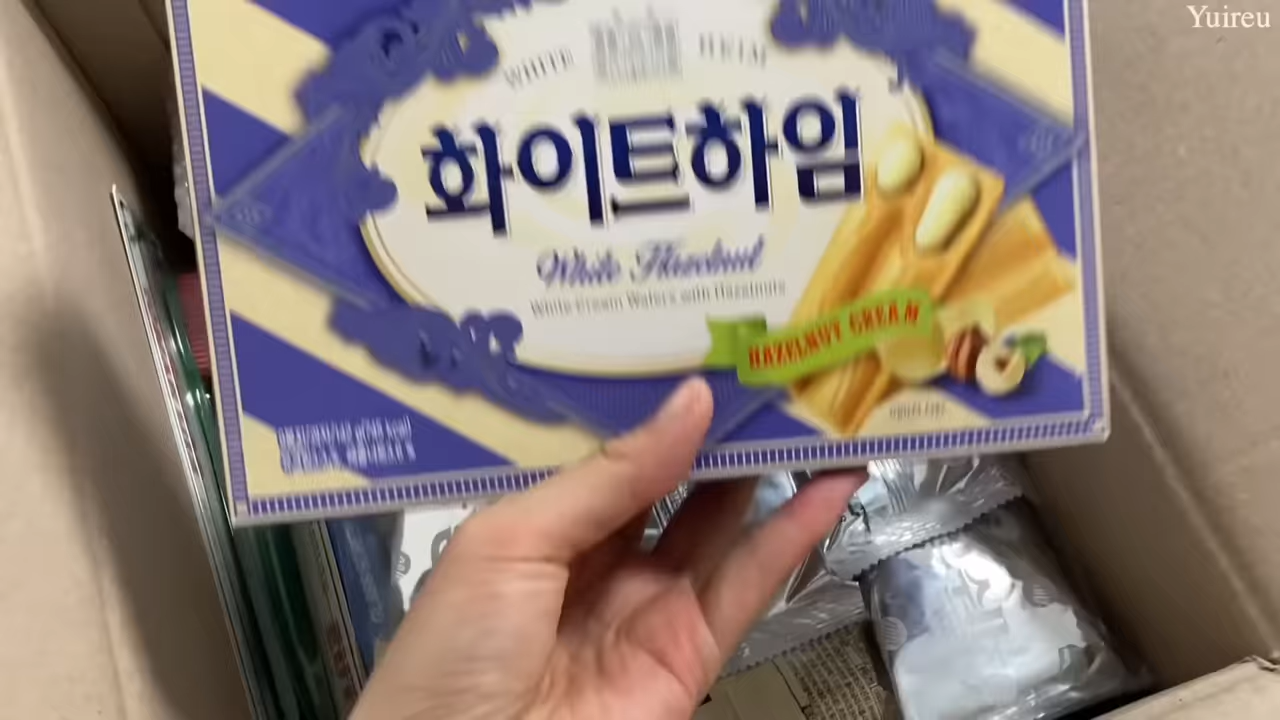 Yuireu
WHITE HEIM
화이트하임
White Hazelnut
White Cream Wafers with Hazelnuts
HAZELNUT CREAM